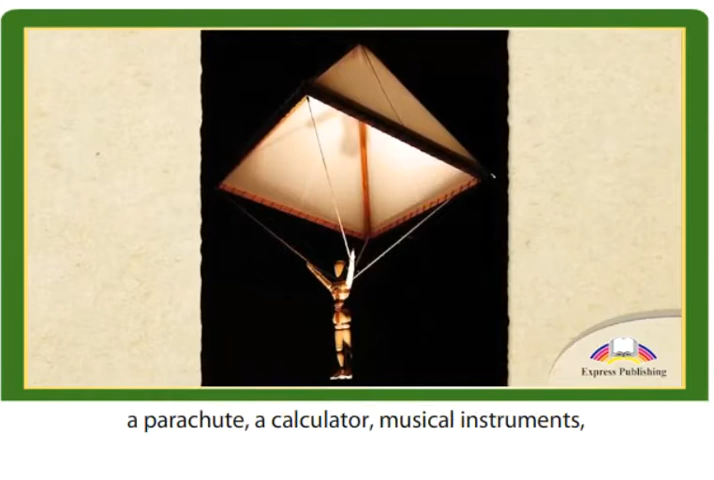 Express Publishing
a parachute, a calculator, musical instruments,